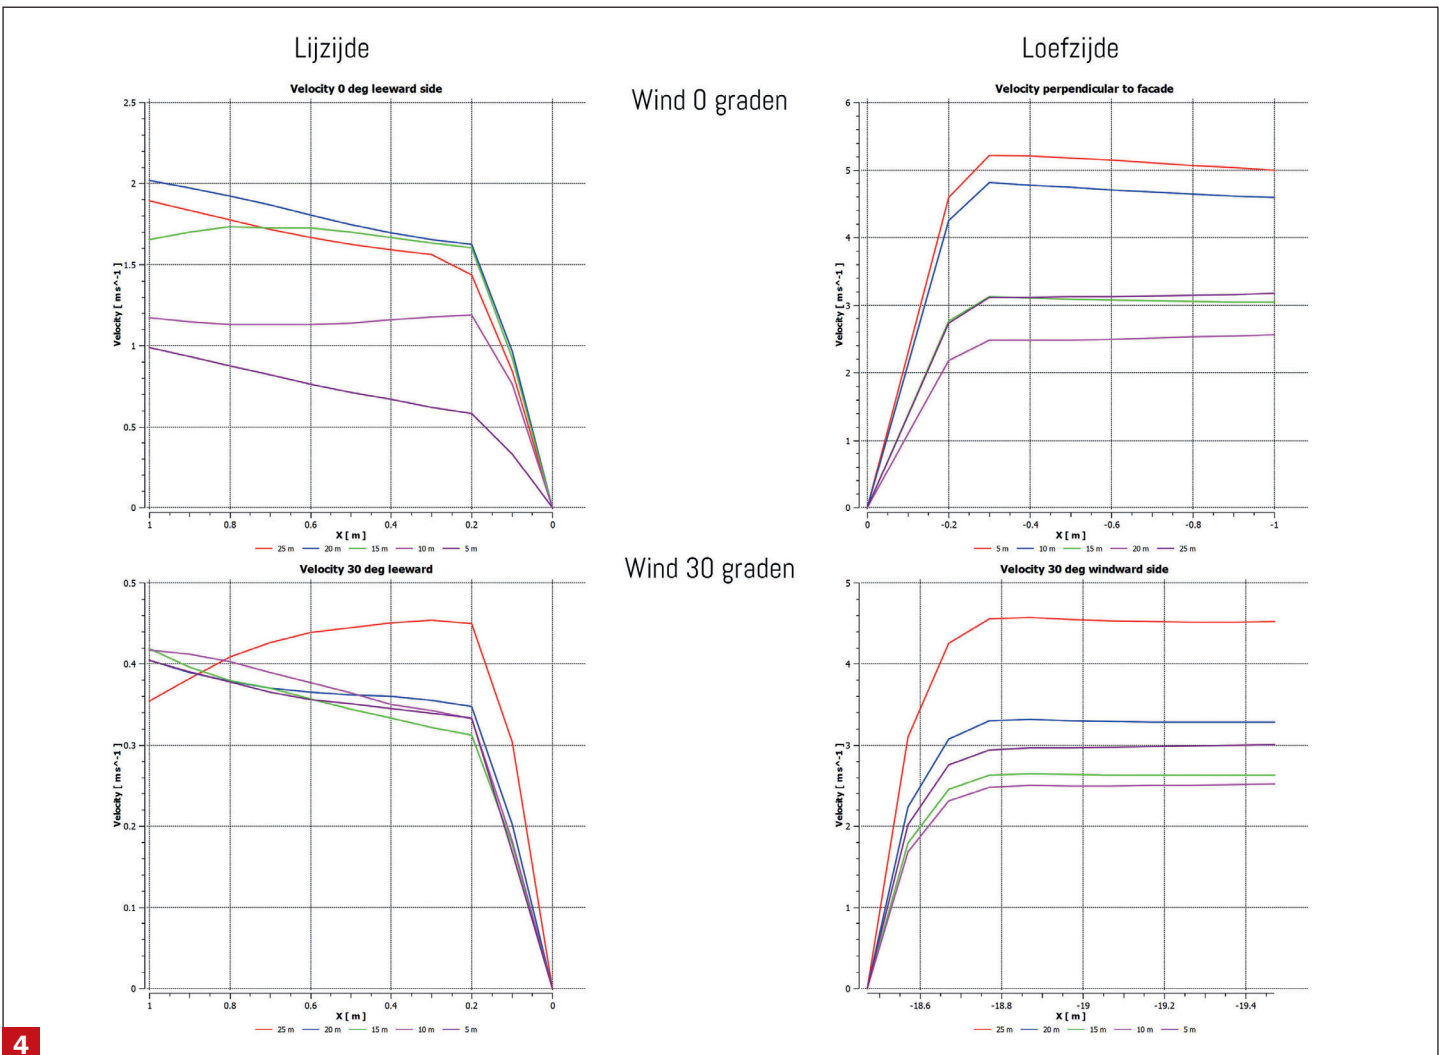 Lijzijde
Loefzijde
Wind 0 graden
Velocity 0 deg leeward side
2.5
2
1.5
1
0.5
0
Velocity [ ms^-1 ]
1 0.8 0.6 0.4 0.2 0
X [ m ]
25 m 20 m 15 m 10 m 5 m
Velocity perpendicular to facade
6
5
4
3
2
1
0
Velocity [ ms^-1 ]
0 -0.2 -0.4 -0.6 -0.8 -1
X [ m ]
5 m 10 m 15 m 20 m 25 m
Wind 30 graden
Velocity 30 deg leeward
0.5
0.4
0.3
0.2
0.1
0
Velocity [ ms^-1 ]
1 0.8 0.6 0.4 0.2 0
X [ m ]
25 m 20 m 15 m 10 m 5 m
Velocity 30 deg windward side
5
4
3
2
1
0
Velocity [ ms^-1 ]
-18.6 -18.8 -19 -19.2 -19.4
X [ m ]
25 m 20 m 15 m 10 m 5 m
4